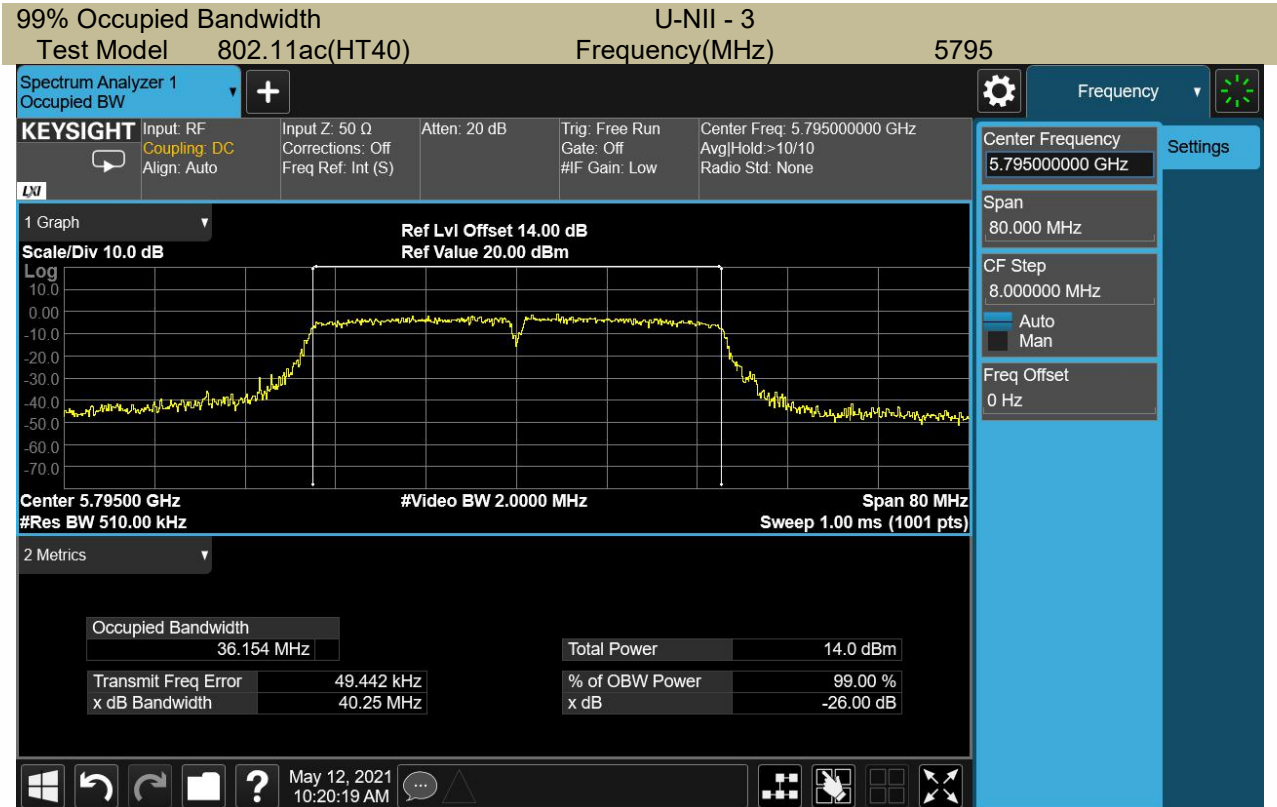 99% Occupied Bandwidth U-NII - 3
Test Model 802.11ac(HT40) Frequency(MHz) 5795
Spectrum Analyzer 1
Occupied BW
+
Frequency
KEYSIGHT
LXI
Input: RF
Coupling: DC
Align: Auto
Input Z: 50 Ω
Corrections: Off
Freq Ref: Int (S)
Atten: 20 dB
Trig: Free Run
Gate: Off
#IF Gain: Low
Center Freq: 5.795000000 GHz
Avg|Hold:>10/10
Radio Std: None
Center Frequency
5.795000000 GHz
Settings
Span
80.000 MHz
CF Step
8.000000 MHz
Auto
Man
Freq Offset
0 Hz
1 Graph
Scale/Div 10.0 dB
Ref Lvl Offset 14.00 dB
Ref Value 20.00 dBm
Log
10.0
0.00
-10.0
-20.0
-30.0
-40.0
-50.0
-60.0
-70.0
Center 5.79500 GHz #Video BW 2.0000 MHz Span 80 MHz
#Res BW 510.00 kHz Sweep 1.00 ms (1001 pts)
2 Metrics
Occupied Bandwidth
36.154 MHz
Total Power 14.0 dBm
Transmit Freq Error 49.442 kHz % of OBW Power 99.00 %
x dB Bandwidth 40.25 MHz x dB -26.00 dB
?
May 12, 2021
10:20:19 AM